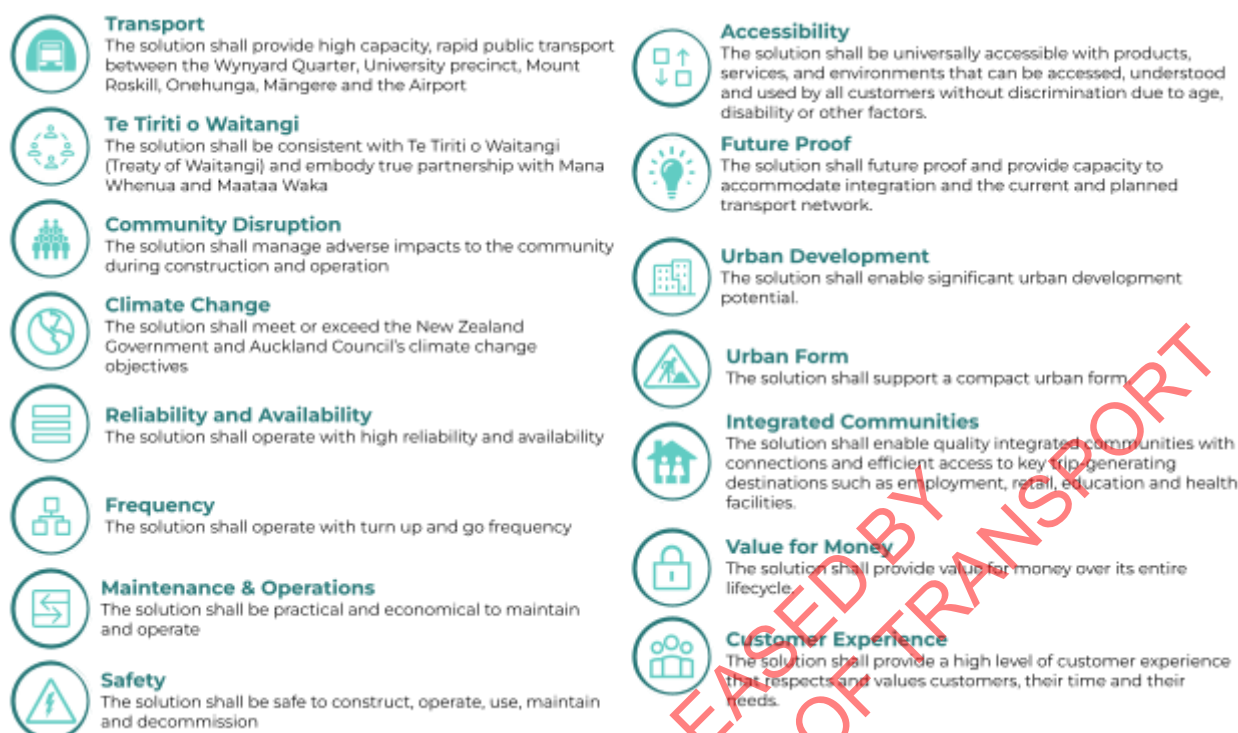 Transport
The solution shall provide high capacity, rapid public transport
between the Wynyard Quarter, University precinct, Mount
Roskill, Onehunga, Māngere and the Airport
Te Tiriti o Waitangi
The solution shall be consistent with Te Tiriti o Waitangi
(Treaty of Waitangi) and embody true partnership with Mana
Whenua and Maataa Waka
Community Disruption
The solution shall manage adverse impacts to the community
during construction and operation
Climate Change
The solution shall meet or exceed the New Zealand
Government and Auckland Council's climate change
objectives
Reliability and Availability
The solution shall operate with high reliability and availability
Frequency
The solution shall operate with turn up and go frequency
Maintenance & Operations
The solution shall be practical and economical to maintain
and operate
Safety
The solution shall be safe to construct, operate, use, maintain
and decommission
Accessibility
The solution shall be universally accessible with products,
services, and environments that can be accessed, understood
and used by all customers without discrimination due to age,
disability or other factors.
Future Proof
The solution shall future proof and provide capacity to
accommodate integration and the current and planned
transport network.
Urban Development
The solution shall enable significant urban development
potential.
Urban Form
The solution shall support a compact urban form.
Integrated Communities
The solution shall enable quality integrated communities with
connections and efficient access to key trip-generating
destinations such as employment, retail, education and health
facilities.
Value for Money
The solution shall provide value for money over its entire
lifecycle.
Customer Experience
The solution shall provide a high level of customer experience
that respects and values customers, their time and their
needs.
EASED BY
OF TRANSPORT